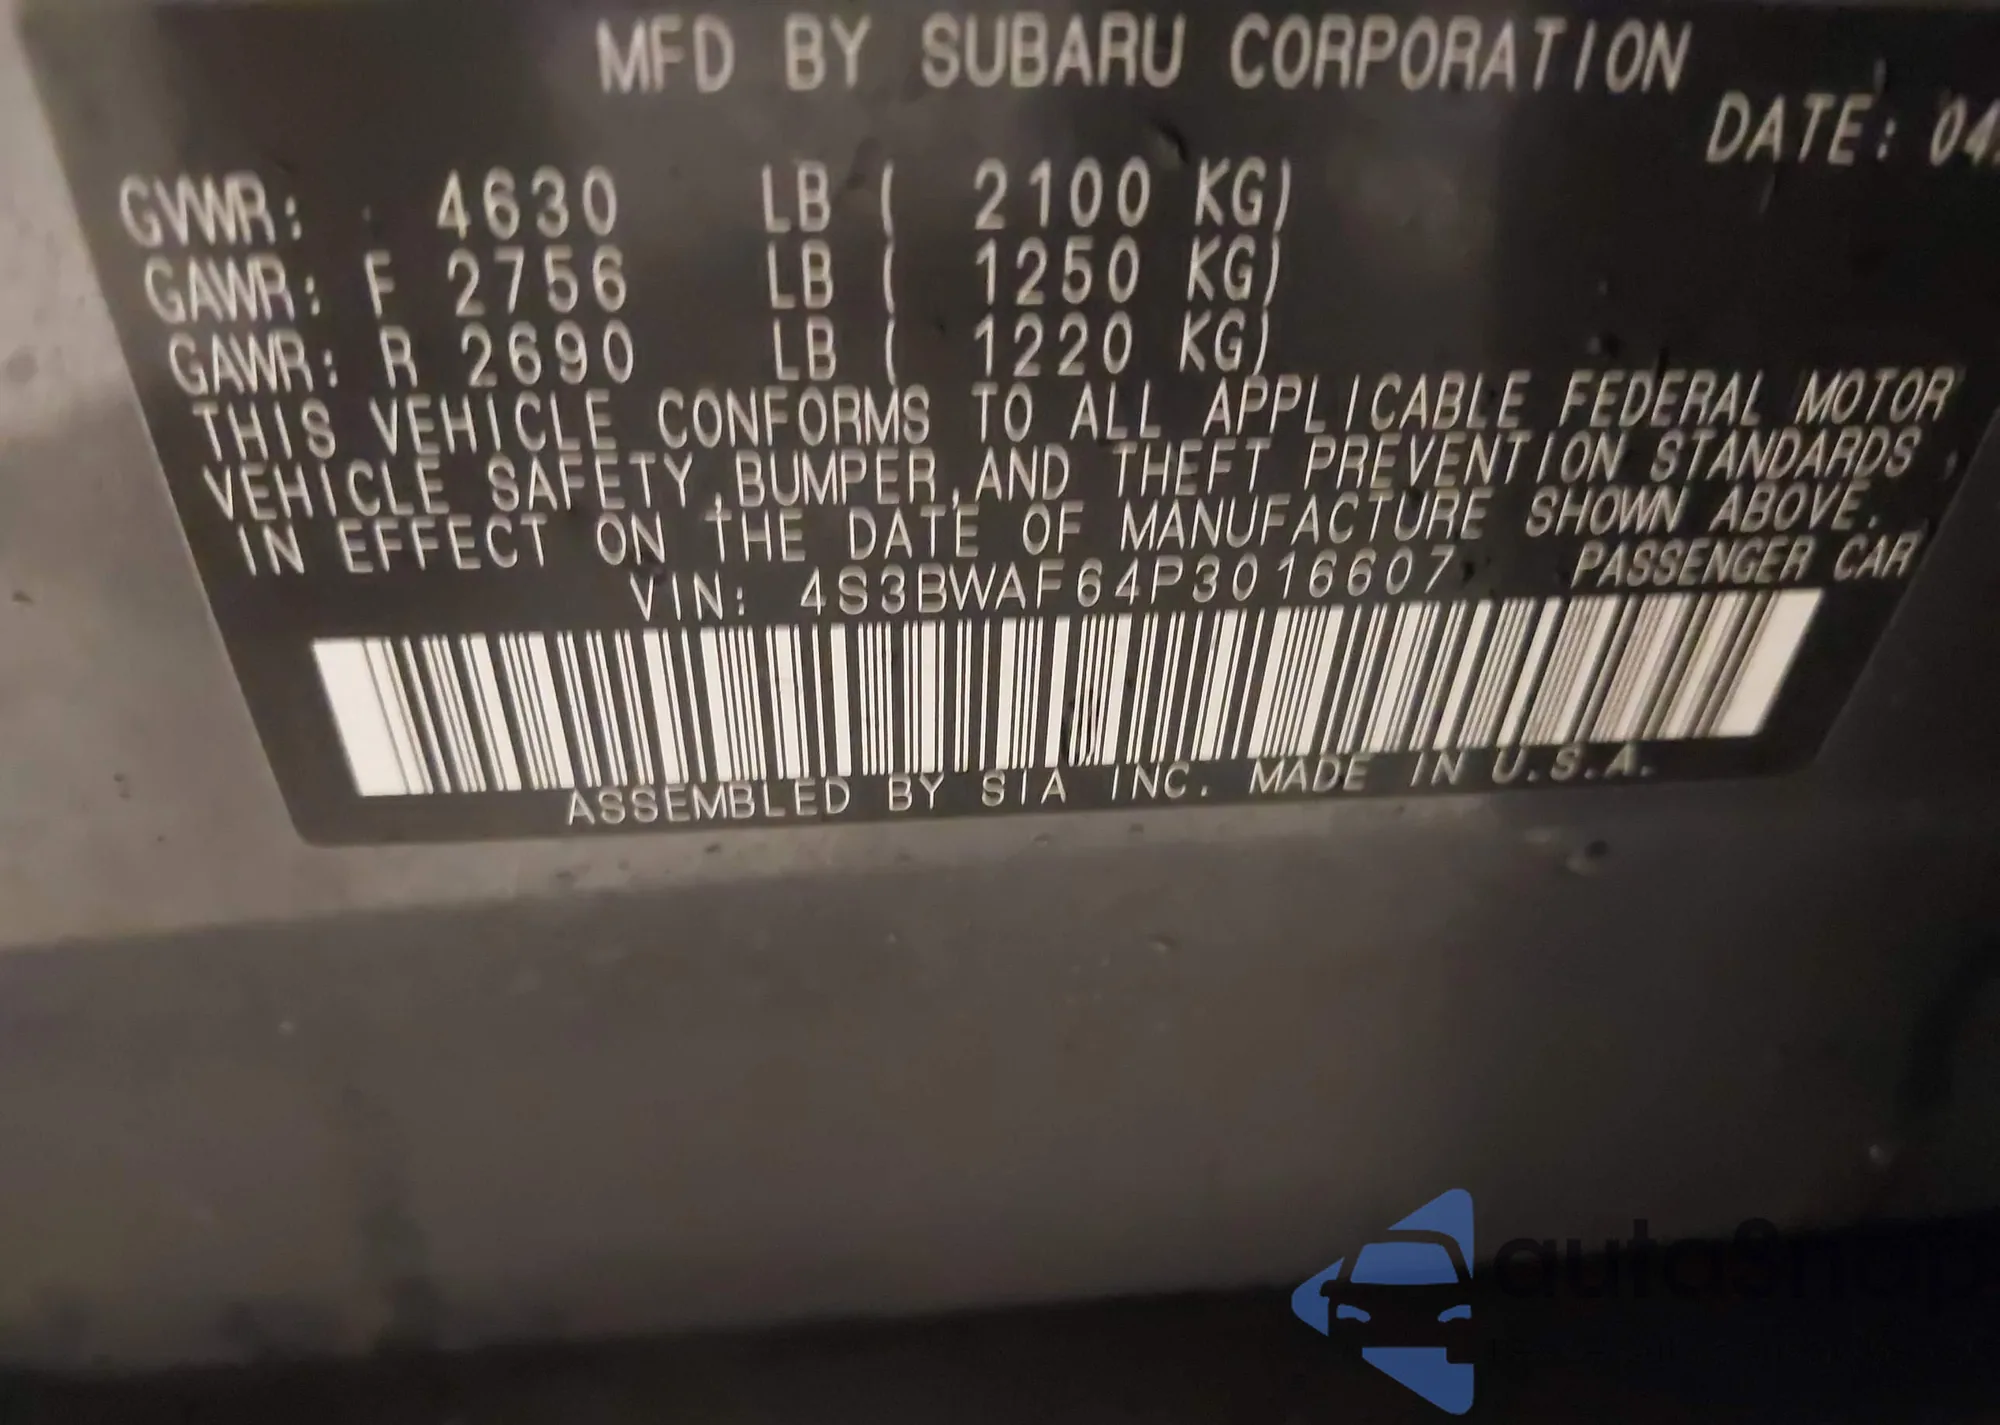 MFD BY SUBARU CORPORATION
DATE: 04
GVWR: 4630 LB ( 2100 KG)
GAWR: F 2756 LB ( 1250 KG)
GAWR: R 2690 LB ( 1220 KG)
THIS VEHICLE CONFORMS TO ALL APPLICABLE FEDERAL MOTOR
VEHICLE SAFETY,BUMPER,AND THEFT PREVENTION STANDARDS,
IN EFFECT ON THE DATE OF MANUFACTURE SHOWN ABOVE.
VIN: 4S3BWAF64P3016607 PASSENGER CAR
ASSEMBLED BY SIA INC. MADE IN U.S.A.